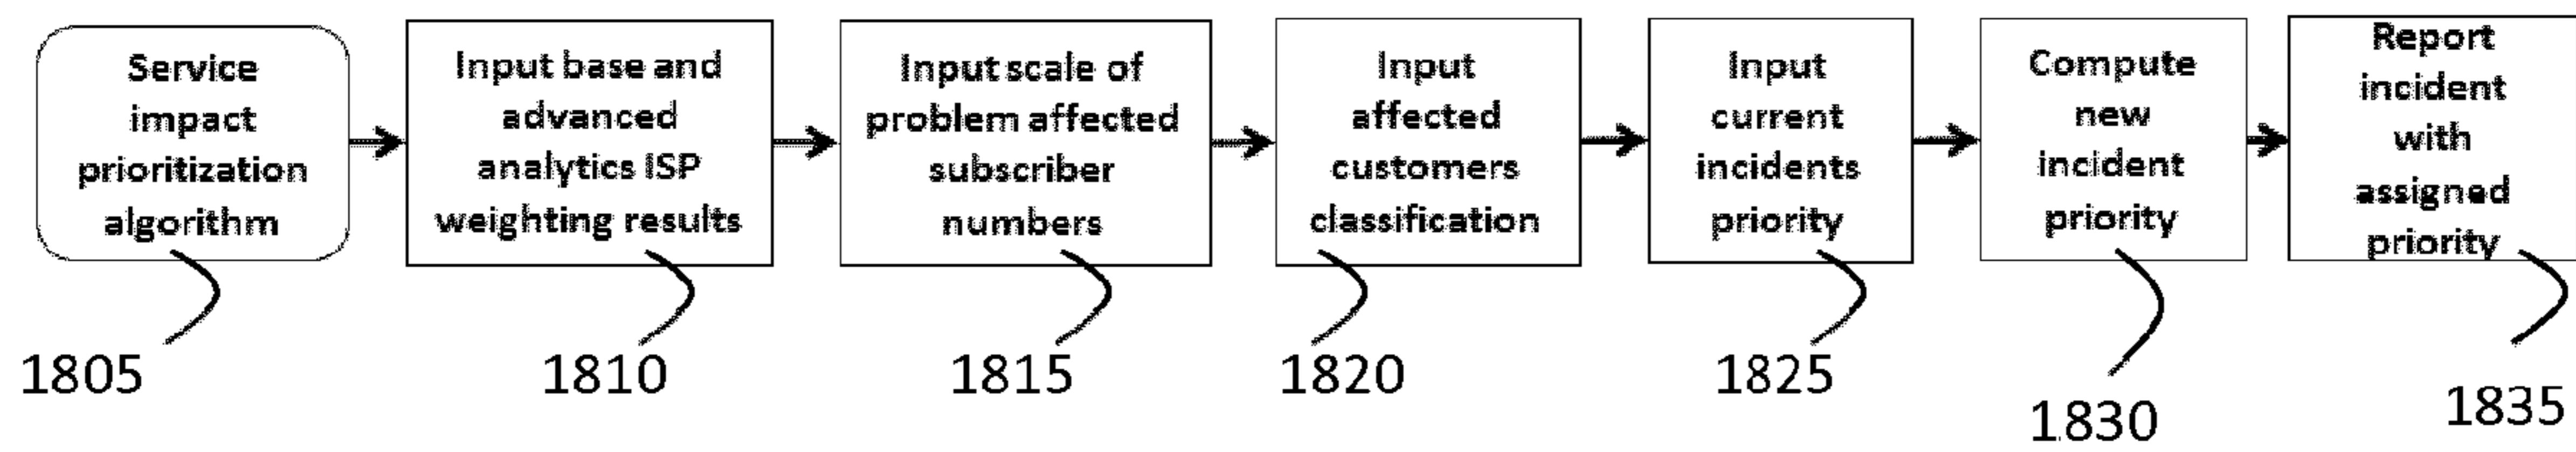 Service
impact
prioritization
algorithm
Input base and
advanced
analytics ISP
weighting results
Input scale of
problem affected
subscriber
numbers
Input
affected
customers
classification
Input
current
incidents
priority
Compute
new
incident
priority
Report
incident
with
assigned
priority
1805
1810
1815
1820
1825
1830
1835